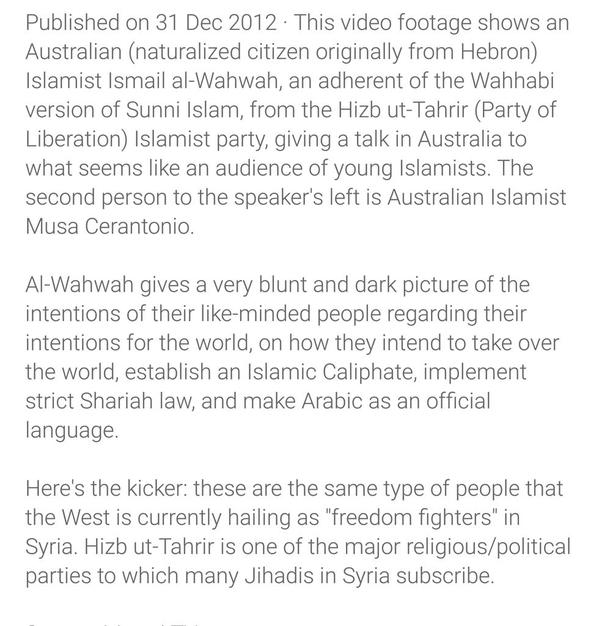 Published on 31 Dec 2012 · This video footage shows an
Australian (naturalized citizen originally from Hebron)
Islamist Ismail al-Wahwah, an adherent of the Wahhabi
version of Sunni Islam, from the Hizb ut-Tahrir (Party of
Liberation) Islamist party, giving a talk in Australia to
what seems like an audience of young Islamists. The
second person to the speaker's left is Australian Islamist
Musa Cerantonio.
Al-Wahwah gives a very blunt and dark picture of the
intentions of their like-minded people regarding their
intentions for the world, on how they intend to take over
the world, establish an Islamic Caliphate, implement
strict Shariah law, and make Arabic as an official
language.
Here's the kicker: these are the same type of people that
the West is currently hailing as "freedom fighters" in
Syria. Hizb ut-Tahrir is one of the major religious/political
parties to which many Jihadis in Syria subscribe.